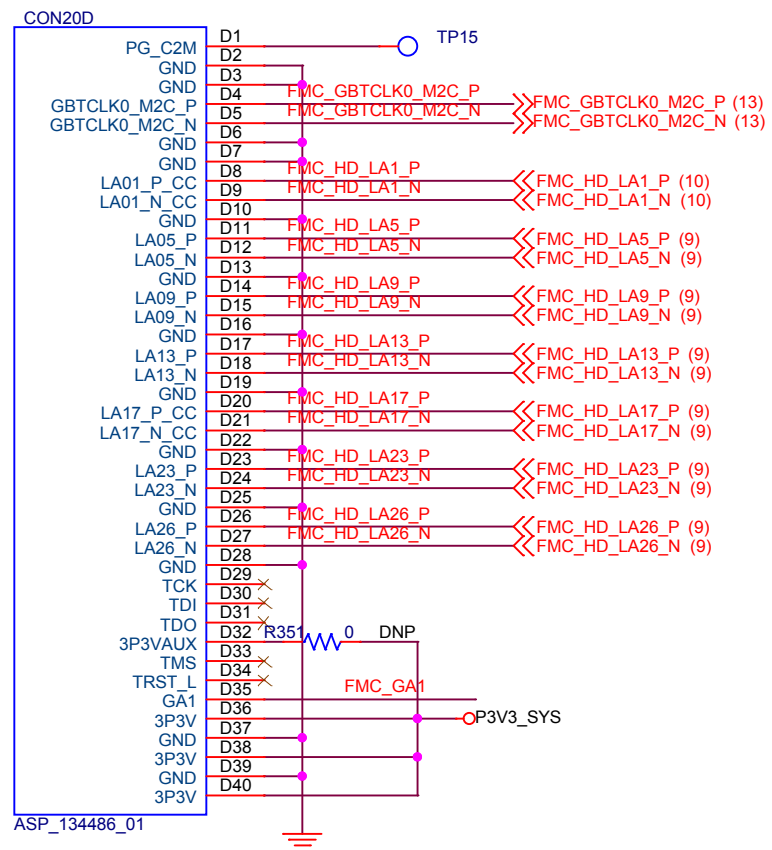 CON20D
D1 TP15
PG_C2M
D2
GND
D3
GND FMC_GBTCLK0_M2C_P
D4
GBTCLK0_M2C_P FMC_GBTCLK0_M2C_P (13)
D5 FMC_GBTCLK0_M2C_N
GBTCLK0_M2C_N FMC_GBTCLK0_M2C_N (13)
D6
GND
D7
GND FMC_HD_LA1_P
D8
LA01_P_CC FMC_HD_LA1_P (10)
D9 FMC_HD_LA1_N
LA01_N_CC FMC_HD_LA1_N (10)
D10
GND FMC_HD_LA5_P
D11
LA05_P FMC_HD_LA5_P (9)
D12 FMC_HD_LA5_N
LA05_N FMC_HD_LA5_N (9)
D13
GND FMC_HD_LA9_P
D14
LA09_P FMC_HD_LA9_P (9)
D15 FMC_HD_LA9_N
LA09_N FMC_HD_LA9_N (9)
D16
GND FMC_HD_LA13_P
D17
LA13_P FMC_HD_LA13_P (9)
D18 FMC_HD_LA13_N
LA13_N FMC_HD_LA13_N (9)
D19
GND FMC_HD_LA17_P
D20
LA17_P_CC FMC_HD_LA17_P (9)
D21 FMC_HD_LA17_N
LA17_N_CC FMC_HD_LA17_N (9)
D22
GND FMC_HD_LA23_P
D23
LA23_P FMC_HD_LA23_P (9)
D24 FMC_HD_LA23_N
LA23_N FMC_HD_LA23_N (9)
D25
GND FMC_HD_LA26_P
D26
LA26_P FMC_HD_LA26_P (9)
D27 FMC_HD_LA26_N
LA26_N FMC_HD_LA26_N (9)
D28
GND
D29
TCK
D30
TDI
D31
TDO
D32 R351 0 DNP
3P3VAUX
D33
TMS
D34
TRST_L
D35 FMC_GA1
GA1
D36
3P3V P3V3_SYS
D37
GND
D38
3P3V
D39
GND
D40
3P3V
ASP_134486_01